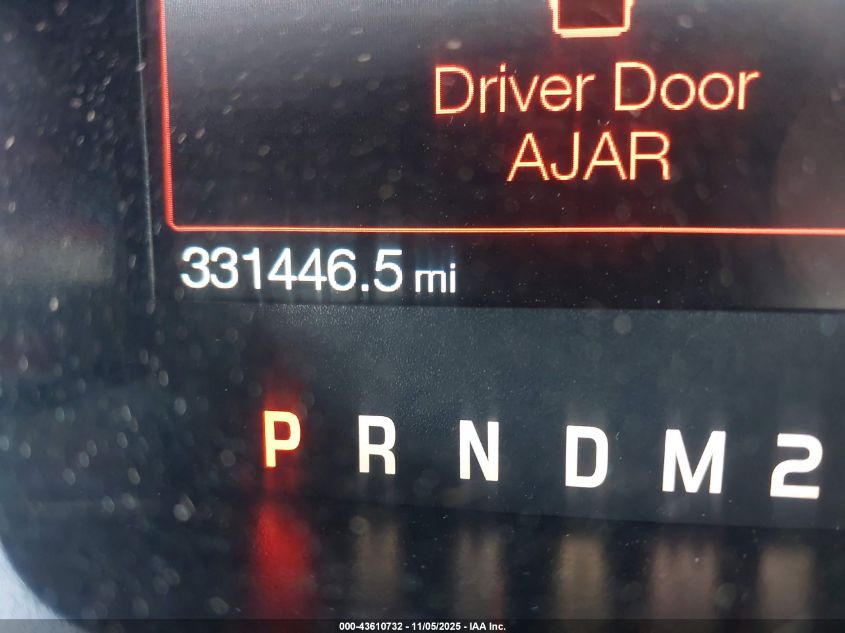 Driver Door
AJAR
331446.5 mi
P R N D M 2
000-43610732 - 11/05/2025 - IAA Inc.